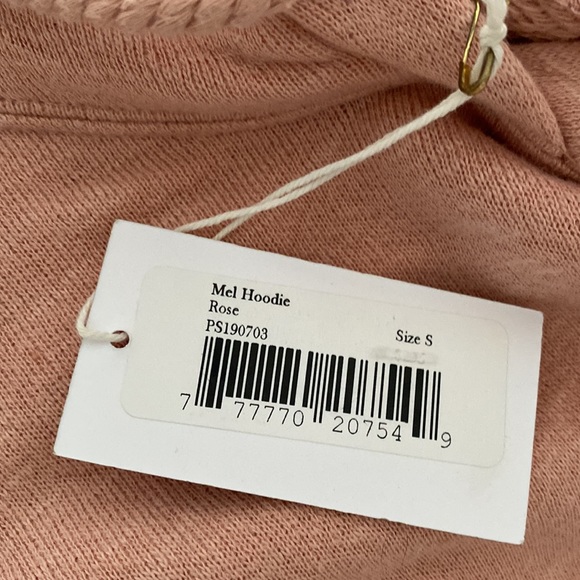 Mel Hoodie
Rose
PS190703 Size S
7 77770 20754 9